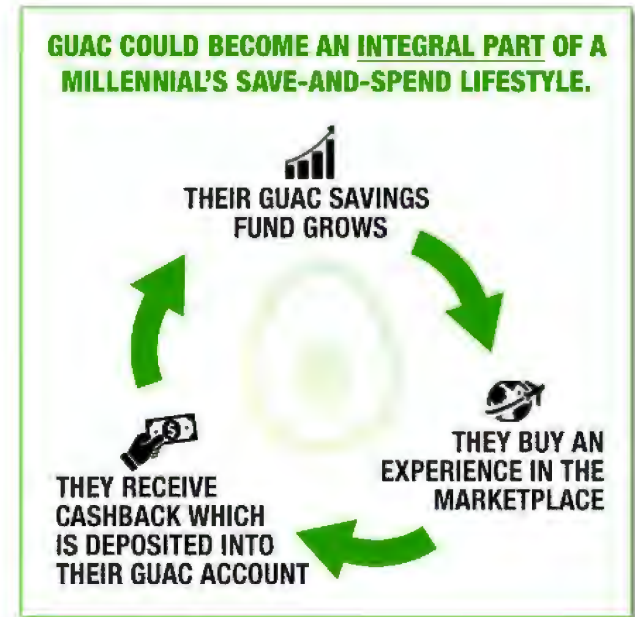 GUAC COULD BECOME AN INTEGRAL PART OF A
MILLENNIAL'S SAVE-AND-SPEND LIFESTYLE.
THEIR GUAC SAVINGS
FUND GROWS
THEY BUY AN
EXPERIENCE IN THE
MARKETPLACE
THEY RECEIVE
CASHBACK WHICH
IS DEPOSITED INTO
THEIR GUAC ACCOUNT